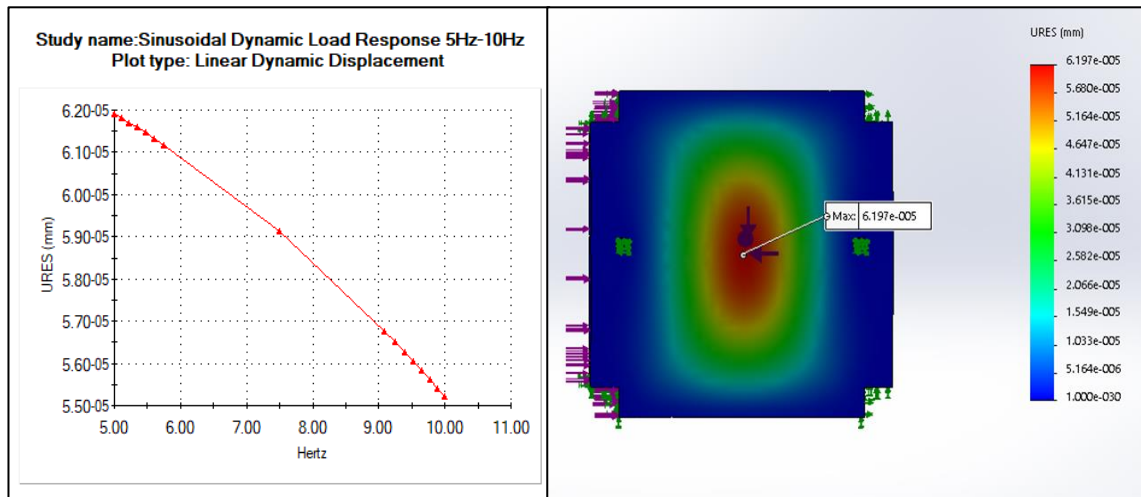 Study name:Sinusoidal Dynamic Load Response 5Hz-10Hz
Plot type: Linear Dynamic Displacement
URES (mm)
6.20-05
6.10-05
6.00-05
5.90-05
5.80-05
5.70-05
5.60-05
5.50-05
5.00 6.00 7.00 8.00 9.00 10.00 11.00
Hertz
Max: 6.197e-005
URES (mm)
6.197e-005
5.680e-005
5.164e-005
4.647e-005
4.131e-005
3.615e-005
3.098e-005
2.582e-005
2.066e-005
1.549e-005
1.033e-005
5.164e-006
1.000e-030